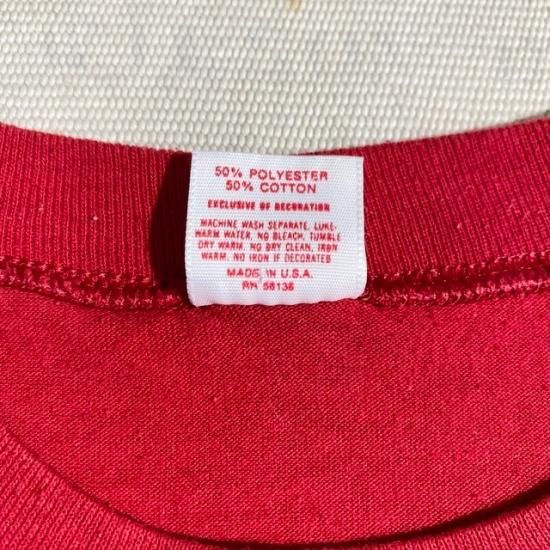 50% POLYESTER
50% COTTON
EXCLUSIVE OF DECORATION
MACHINE WASH SEPARATE, LUKE-
WARM WATER, NO BLEACH, TUMBLE
DRY WARM. NO DRY CLEAN, IRON
WARM. NO IRON IF DECORATED
MADE IN U.S.A.
RN 58136